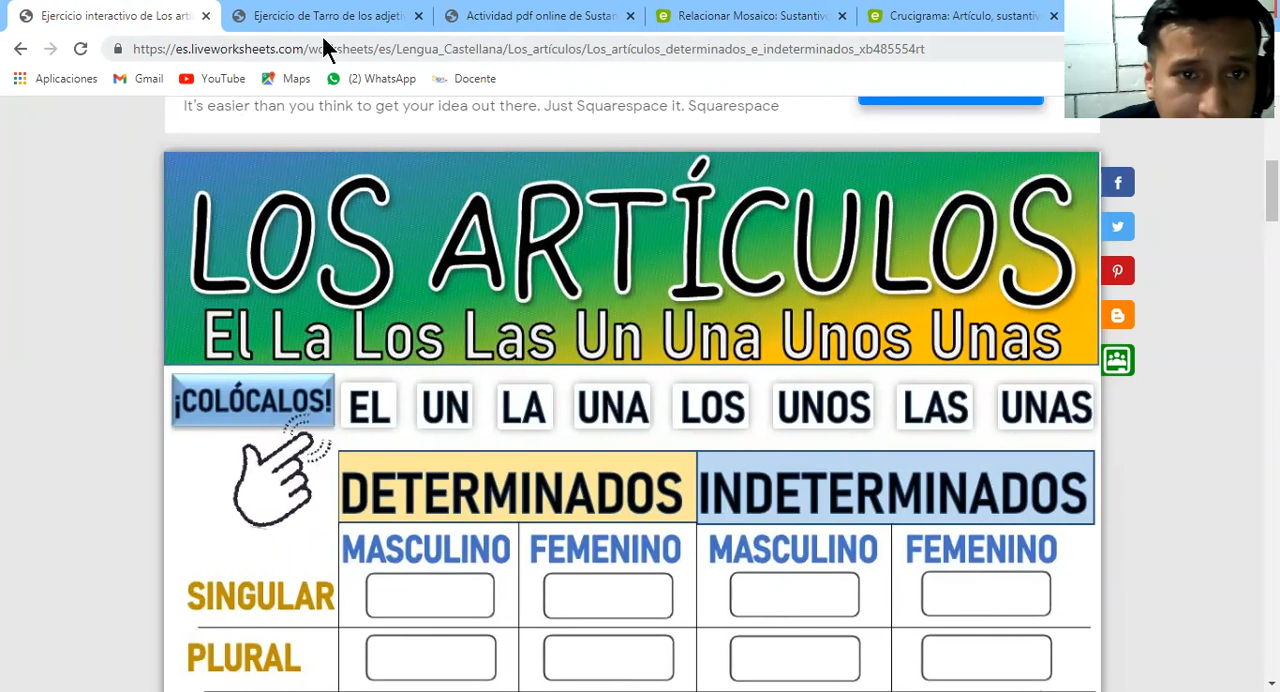 Ejercicio interactivo de Los arti
Ejercicio de Tarro de los adjeti
Actividad pdf online de Sustan
Relacionar Mosaico: Sustantivo
Crucigrama: Artículo, sustanti
https://es.liveworksheets.com/worksheets/es/Lengua_Castellana/Los_artículos/Los_artículos_determinados_e_indeterminados_xb485554rt
Aplicaciones Gmail YouTube Maps (2) WhatsApp Docente
It's easier than you think to get your idea out there. Just Squarespace it. Squarespace
LOS ARTÍCULOS
El La Los Las Un Una Unos Unas
¡COLÓCALOS! EL UN LA UNA LOS UNOS LAS UNAS
DETERMINADOS INDETERMINADOS
MASCULINO FEMENINO MASCULINO FEMENINO
SINGULAR
PLURAL